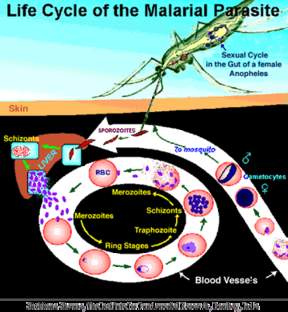 Life Cycle of the Malarial Parasite
Sexual Cycle
in the Gut of a female
Anopheles
Skin
SPOROZOITES
to mosquito
Schizonts
LIVER
RBC
Gametocytes
♂
♀
Merozoites
Merozoites
Schizonts
Traphozoite
Ring Stages
Blood Vesse's